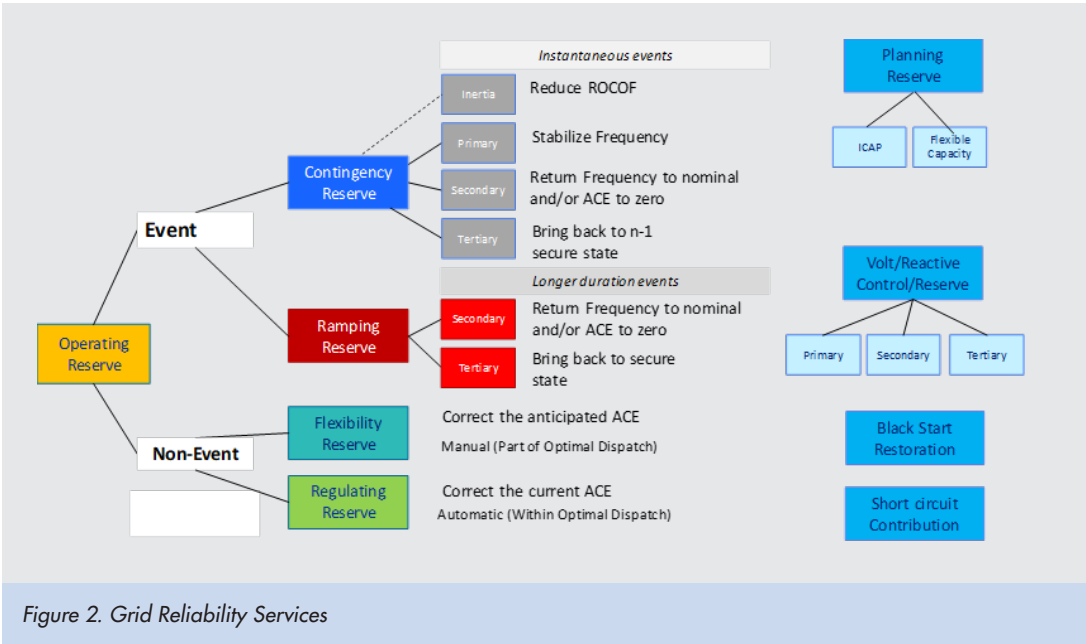 Instantaneous events
Inertia
Reduce ROCOF
Primary
Stabilize Frequency
Contingency
Reserve
Secondary
Return Frequency to nominal
and/or ACE to zero
Tertiary
Bring back to n-1
secure state
Event
Longer duration events
Ramping
Reserve
Secondary
Return Frequency to nominal
and/or ACE to zero
Tertiary
Bring back to secure
state
Operating
Reserve
Non-Event
Flexibility
Reserve
Correct the anticipated ACE
Manual (Part of Optimal Dispatch)
Regulating
Reserve
Correct the current ACE
Automatic (Within Optimal Dispatch)
Planning
Reserve
ICAP
Flexible
Capacity
Volt/Reactive
Control/Reserve
Primary
Secondary
Tertiary
Black Start
Restoration
Short circuit
Contribution
Figure 2. Grid Reliability Services